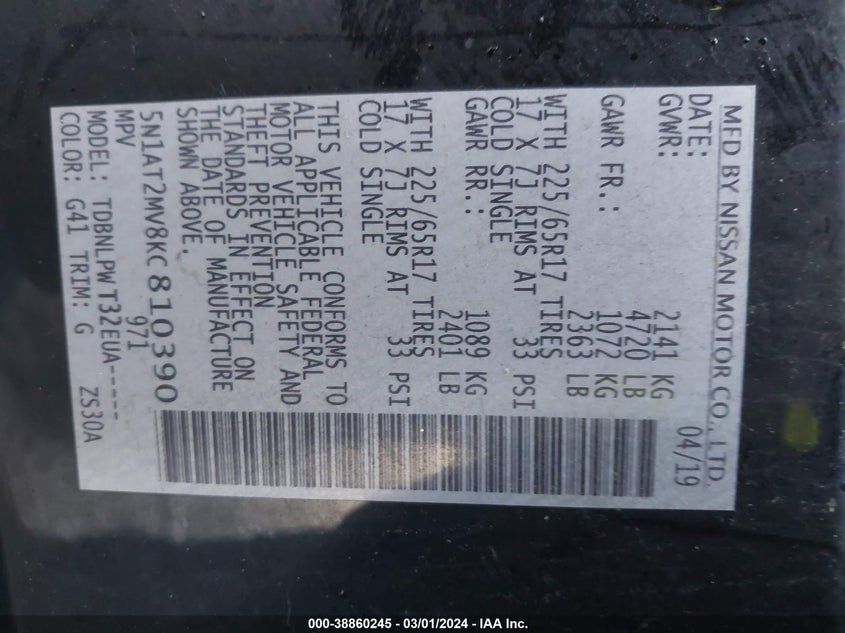 MFD BY NISSAN MOTOR CO., LTD.
DATE: 04/19
GVWR: 2141 KG
4720 LB
GAWR FR.: 1072 KG
2363 LB
WITH 225/65R17 TIRES
17 X 7J RIMS AT 33 PSI
COLD SINGLE
GAWR RR.: 1089 KG
2401 LB
WITH 225/65R17 TIRES
17 X 7J RIMS AT 33 PSI
COLD SINGLE
THIS VEHICLE CONFORMS TO
ALL APPLICABLE FEDERAL
MOTOR VEHICLE SAFETY AND
THEFT PREVENTION
STANDARDS IN EFFECT ON
THE DATE OF MANUFACTURE
SHOWN ABOVE.
5N1AT2MV8KC810390
MPV 971
MODEL: TDBNLPWT32EUA-----
COLOR: G41 TRIM: G ZS30A
000-38860245 - 03/01/2024 - IAA Inc.